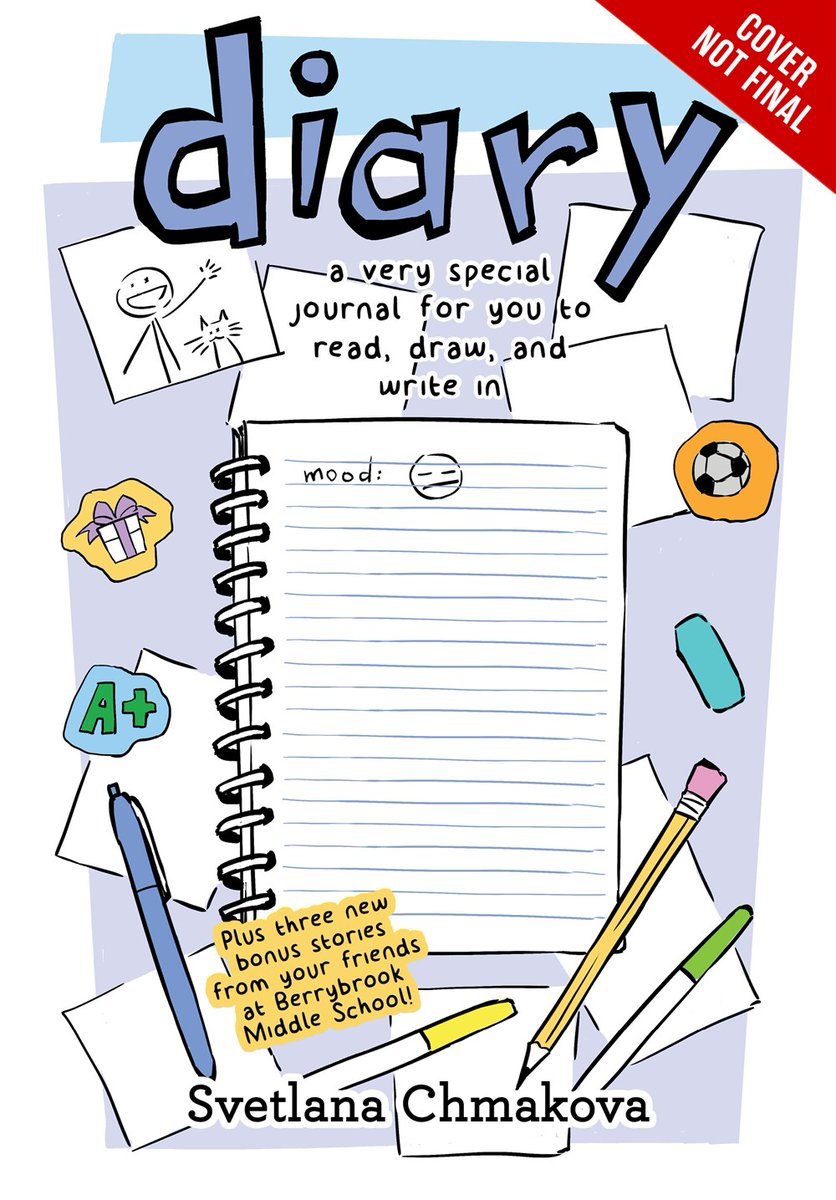 COVER
NOT FINAL
diary
a very special
journal for you to
read, draw, and
write in
mood:
A+
Plus three new
bonus stories
from your friends
at Berrybrook
Middle School!
Svetlana Chmakova